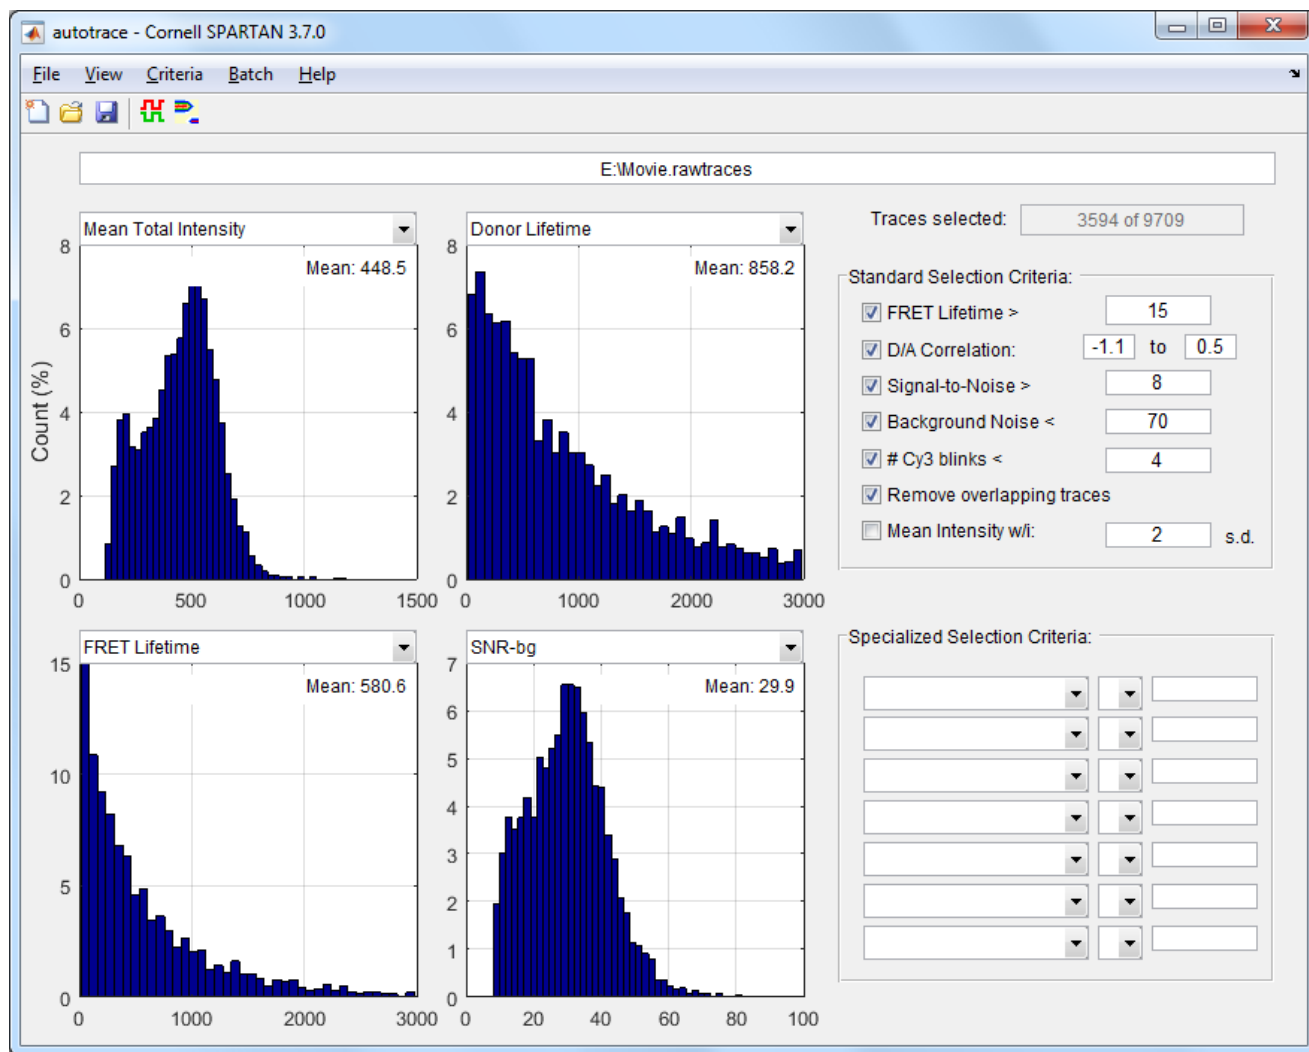 autotrace - Cornell SPARTAN 3.7.0
File View Criteria Batch Help
E:\Movie.rawtraces
Traces selected: 3594 of 9709
Mean Total Intensity
Mean: 448.5
8
6
4
2
0
Count (%)
0 500 1000 1500
Donor Lifetime
Mean: 858.2
8
6
4
2
0
0 1000 2000 3000
Standard Selection Criteria:
FRET Lifetime > 15
D/A Correlation: -1.1 to 0.5
Signal-to-Noise > 8
Background Noise < 70
# Cy3 blinks < 4
Remove overlapping traces
Mean Intensity w/i: 2 s.d.
FRET Lifetime
Mean: 580.6
15
10
5
0
0 1000 2000 3000
SNR-bg
Mean: 29.9
7
6
5
4
3
2
1
0
0 20 40 60 80 100
Specialized Selection Criteria: